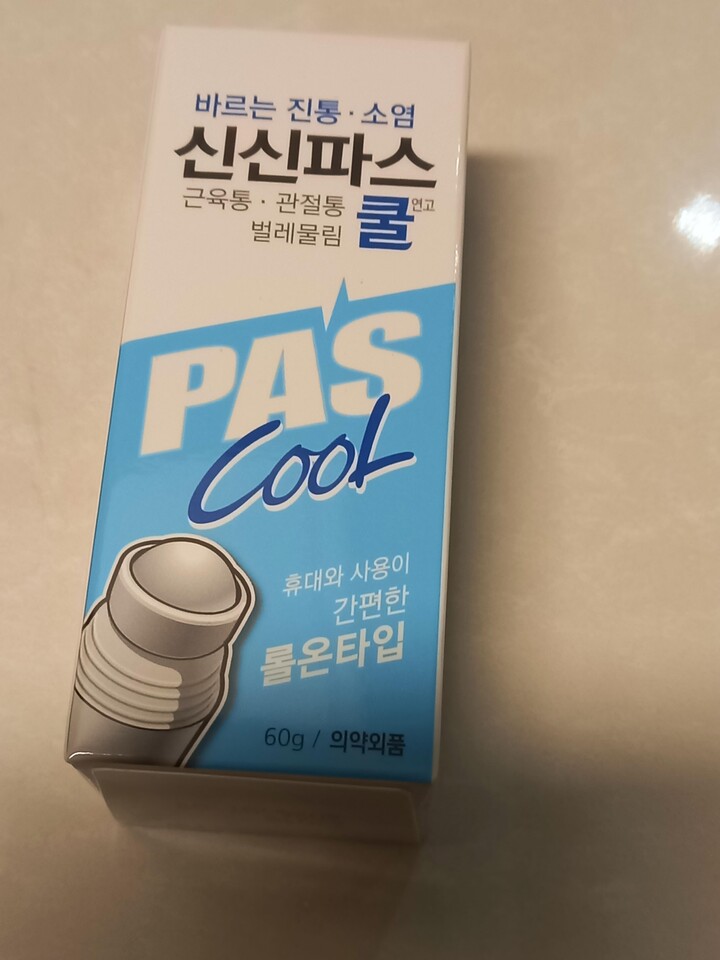 바르는 진통·소염
신신파스
근육통·관절통
벌레물림
쿨 연고
PAS
Cool
휴대와 사용이
간편한
롤온타입
60g / 의약외품